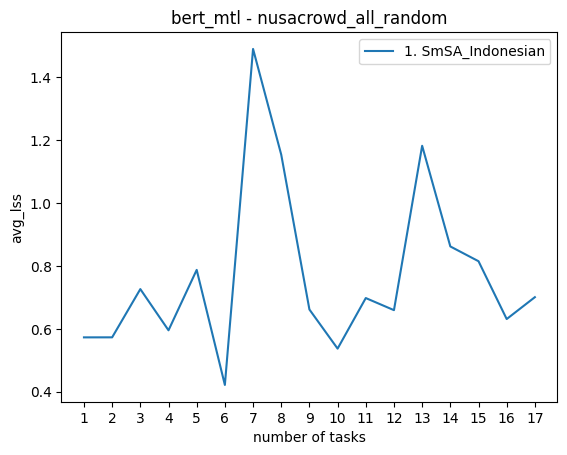 bert_mtl - nusacrowd_all_random
1. SmSA_Indonesian
avg_lss
1.4
1.2
1.0
0.8
0.6
0.4
1 2 3 4 5 6 7 8 9 10 11 12 13 14 15 16 17
number of tasks